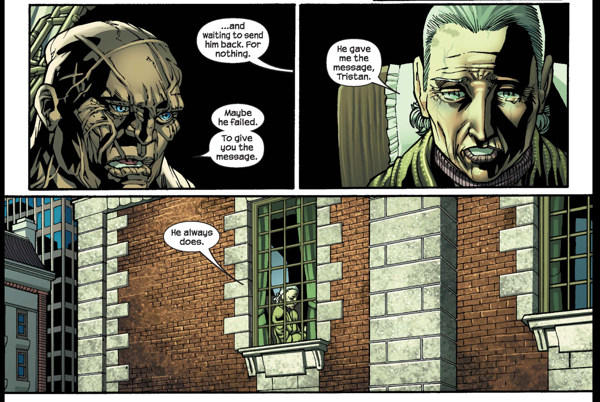 ...and
waiting to send
him back. For
nothing.
Maybe
he failed.
To give
you the
message.
He gave
me the
message,
Tristan.
He always
does.